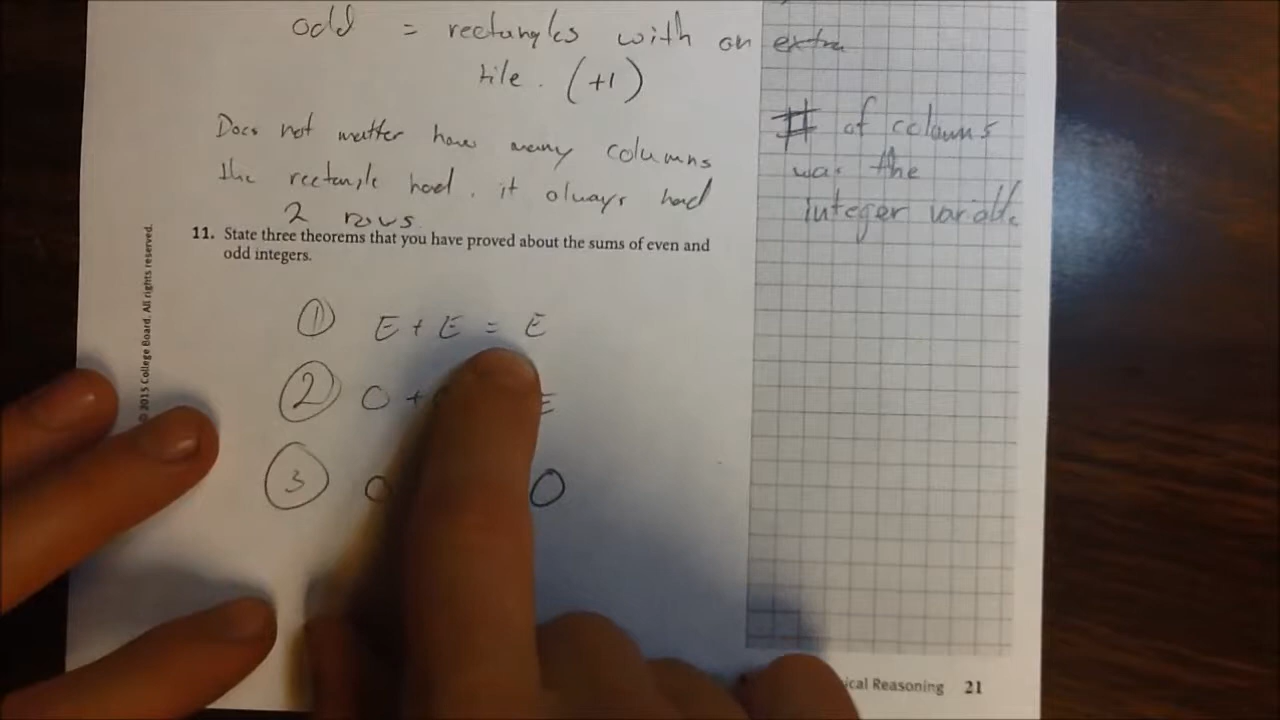 odd = rectangles with an extra
tile. (+1)
Does not matter how many columns
the rectangle had. it always had
2 rows.
# of columns
was the
integer variable
11. State three theorems that you have proved about the sums of even and
odd integers.
① E + E = E
② O + E
③ O O
© 2015 College Board. All rights reserved.
ical Reasoning 21